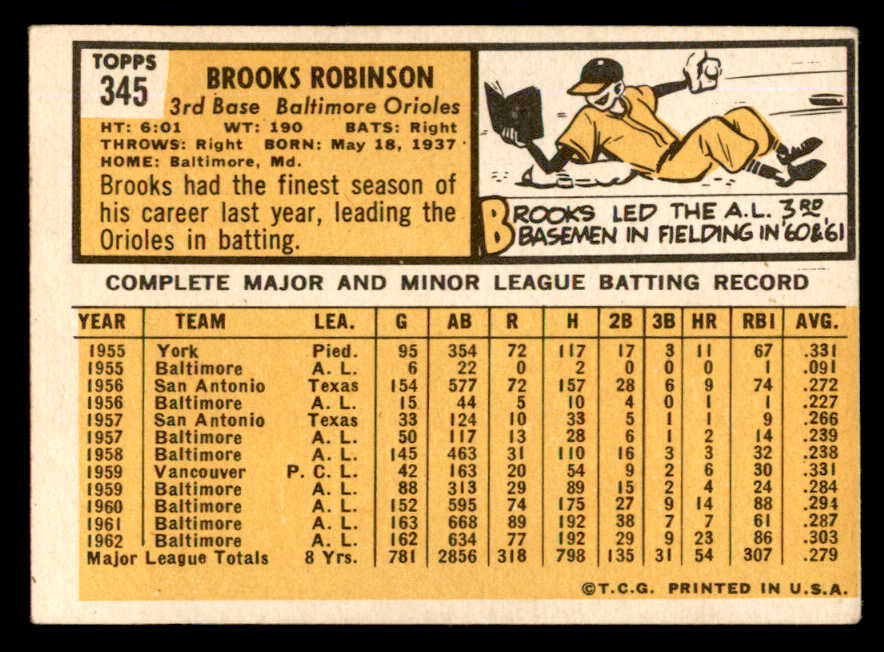 TOPPS
345
BROOKS ROBINSON
3rd Base Baltimore Orioles
HT: 6:01 WT: 190 BATS: Right
THROWS: Right BORN: May 18, 1937
HOME: Baltimore, Md.
Brooks had the finest season of
his career last year, leading the
Orioles in batting.
BROOKS LED THE A.L. 3RD
BASEMEN IN FIELDING IN '60 & '61
COMPLETE MAJOR AND MINOR LEAGUE BATTING RECORD
YEAR TEAM LEA. G AB R H 2B 3B HR RBI AVG.
1955 York Pied. 95 354 72 117 17 3 11 67 .331
1955 Baltimore A. L. 6 22 0 2 0 0 0 1 .091
1956 San Antonio Texas 154 577 72 157 28 6 9 74 .272
1956 Baltimore A. L. 15 44 5 10 4 0 1 1 .227
1957 San Antonio Texas 33 124 10 33 5 1 1 9 .266
1957 Baltimore A. L. 50 117 13 28 6 1 2 14 .239
1958 Baltimore A. L. 145 463 31 110 16 3 3 32 .238
1959 Vancouver P. C. L. 42 163 20 54 9 2 6 30 .331
1959 Baltimore A. L. 88 313 29 89 15 2 4 24 .284
1960 Baltimore A. L. 152 595 74 175 27 9 14 88 .294
1961 Baltimore A. L. 163 668 89 192 38 7 7 61 .287
1962 Baltimore A. L. 162 634 77 192 29 9 23 86 .303
Major League Totals 8 Yrs. 781 2856 318 798 135 31 54 307 .279
©T.C.G. PRINTED IN U.S.A.